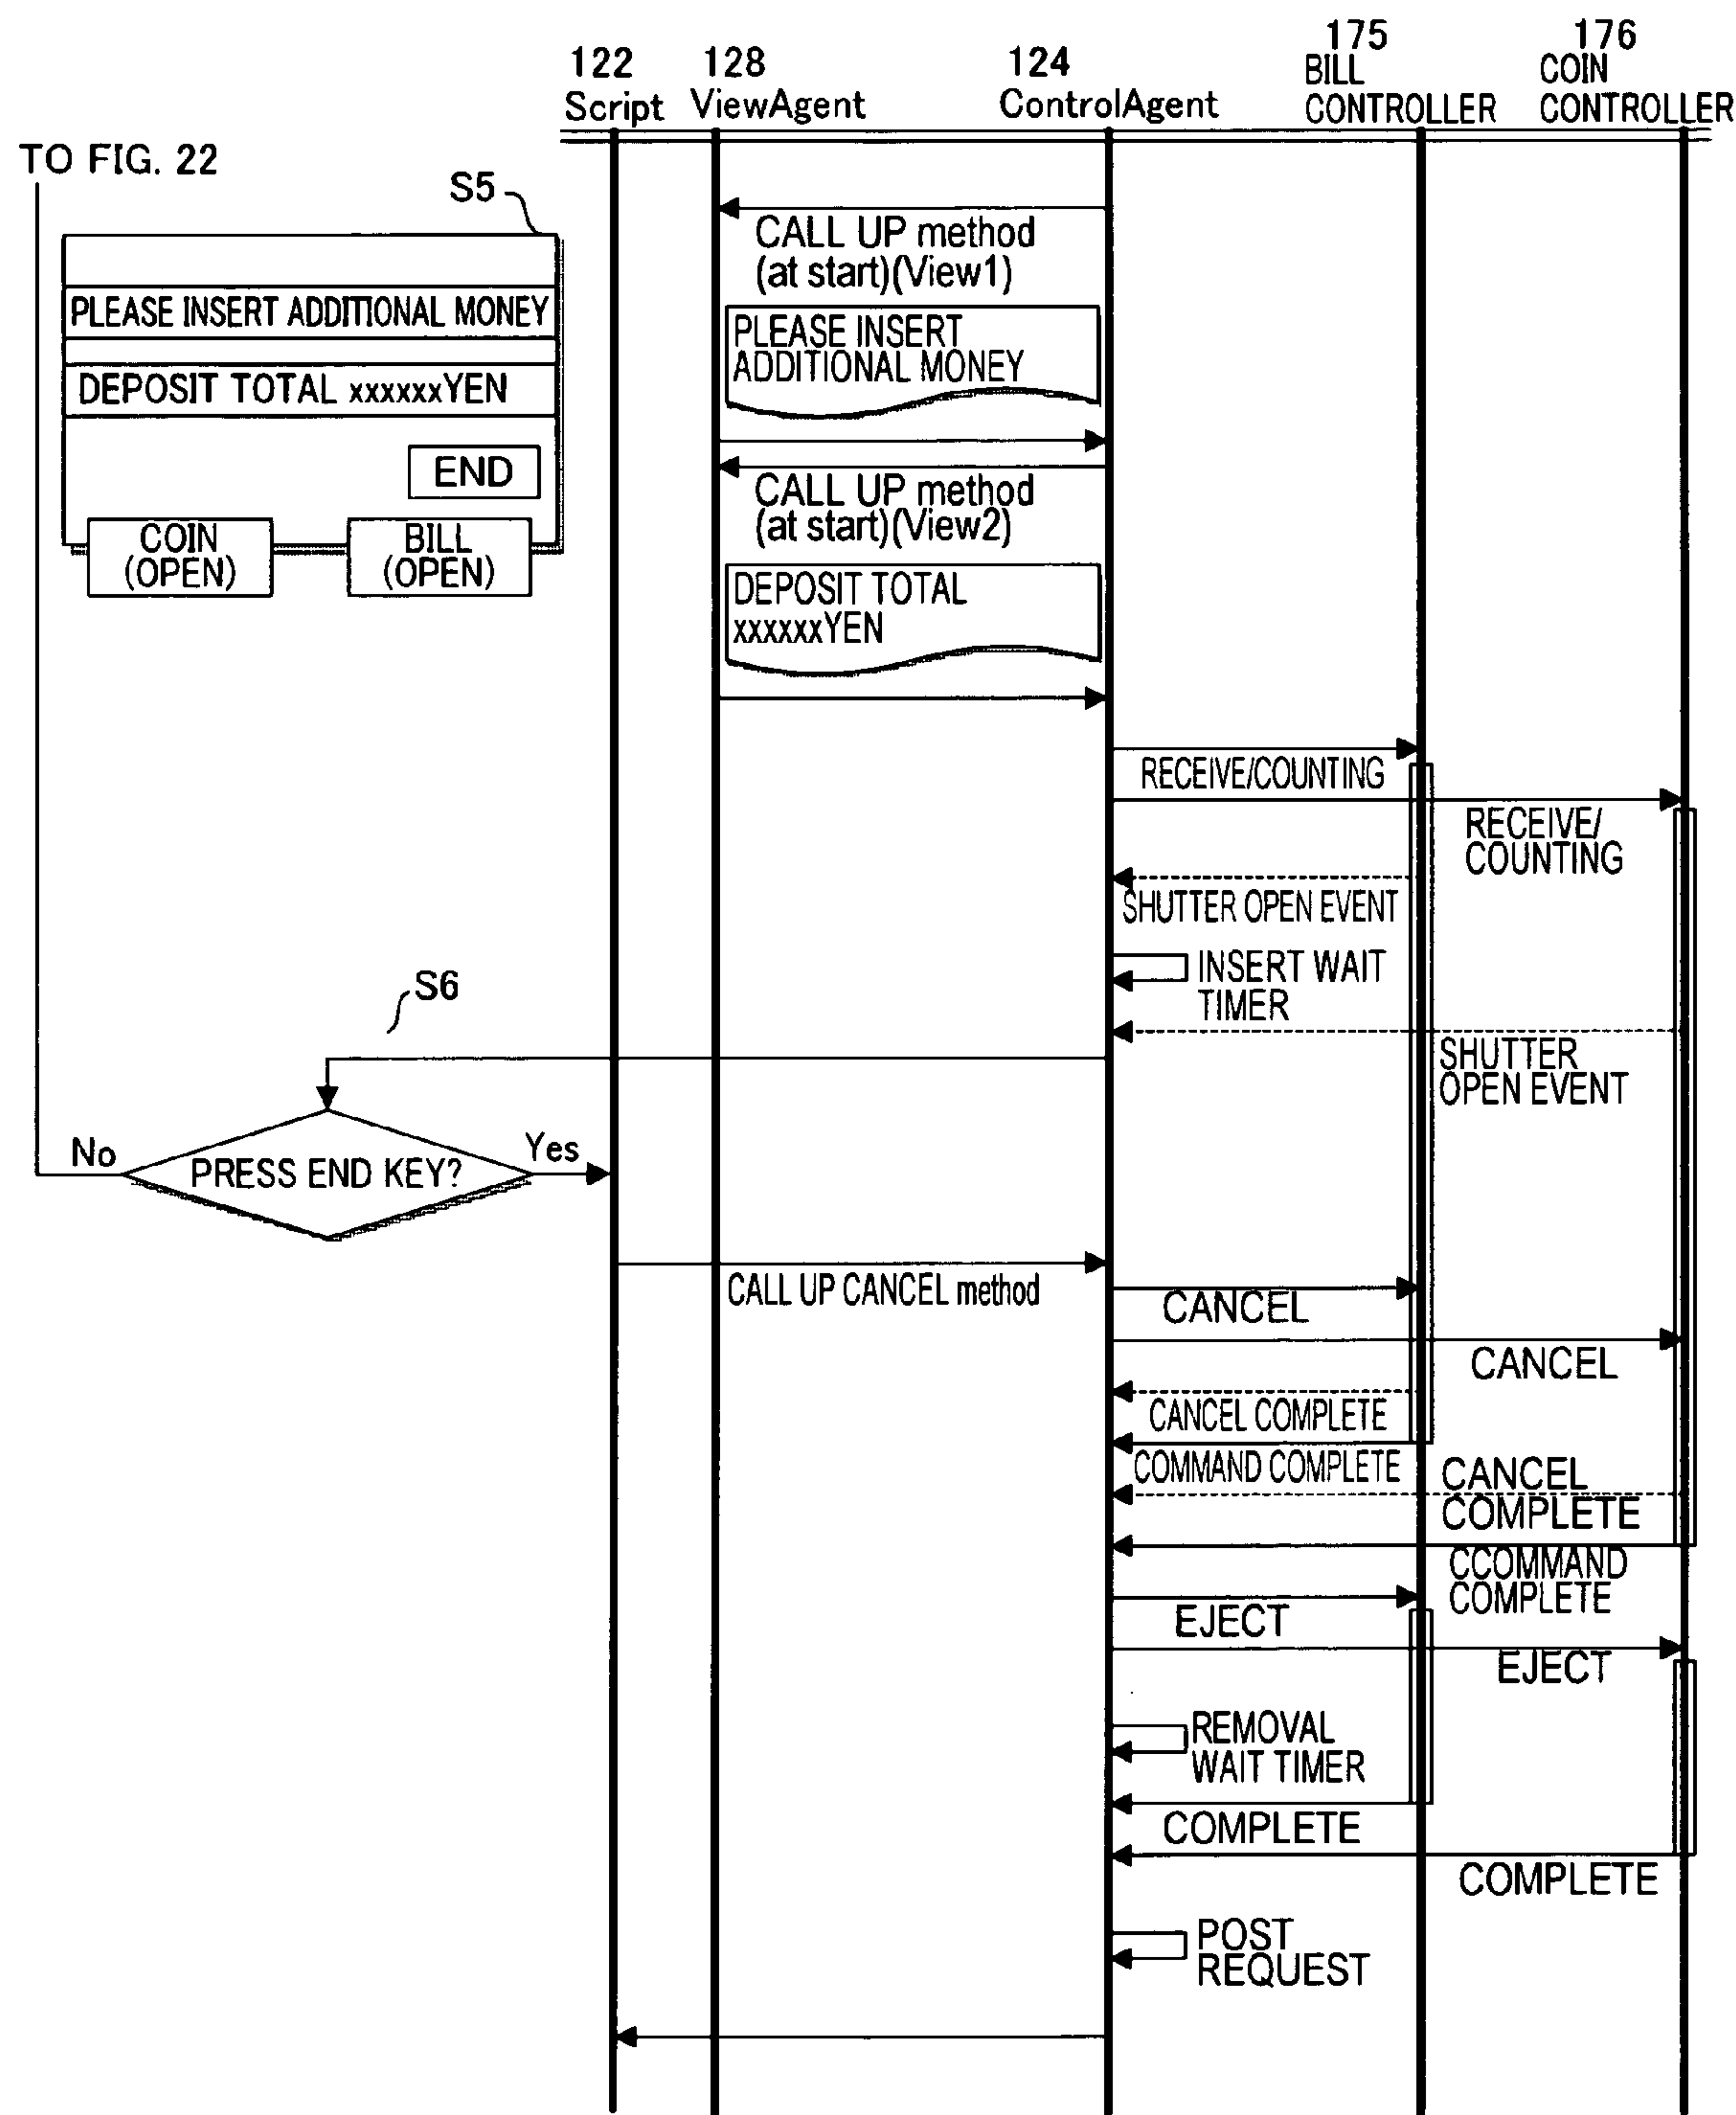 122
Script
128
ViewAgent
124
ControlAgent
175
BILL
CONTROLLER
176
COIN
CONTROLLER
TO FIG. 22
S5
PLEASE INSERT ADDITIONAL MONEY
DEPOSIT TOTAL xxxxxxYEN
END
COIN
(OPEN)
BILL
(OPEN)
CALL UP method
(at start)(View1)
PLEASE INSERT
ADDITIONAL MONEY
CALL UP method
(at start)(View2)
DEPOSIT TOTAL
xxxxxxYEN
RECEIVE/COUNTING
RECEIVE/
COUNTING
SHUTTER OPEN EVENT
INSERT WAIT
TIMER
SHUTTER
OPEN EVENT
S6
No
PRESS END KEY?
Yes
CALL UP CANCEL method
CANCEL
CANCEL
CANCEL COMPLETE
COMMAND COMPLETE
CANCEL
COMPLETE
CCOMMAND
COMPLETE
EJECT
EJECT
REMOVAL
WAIT TIMER
COMPLETE
COMPLETE
POST
REQUEST